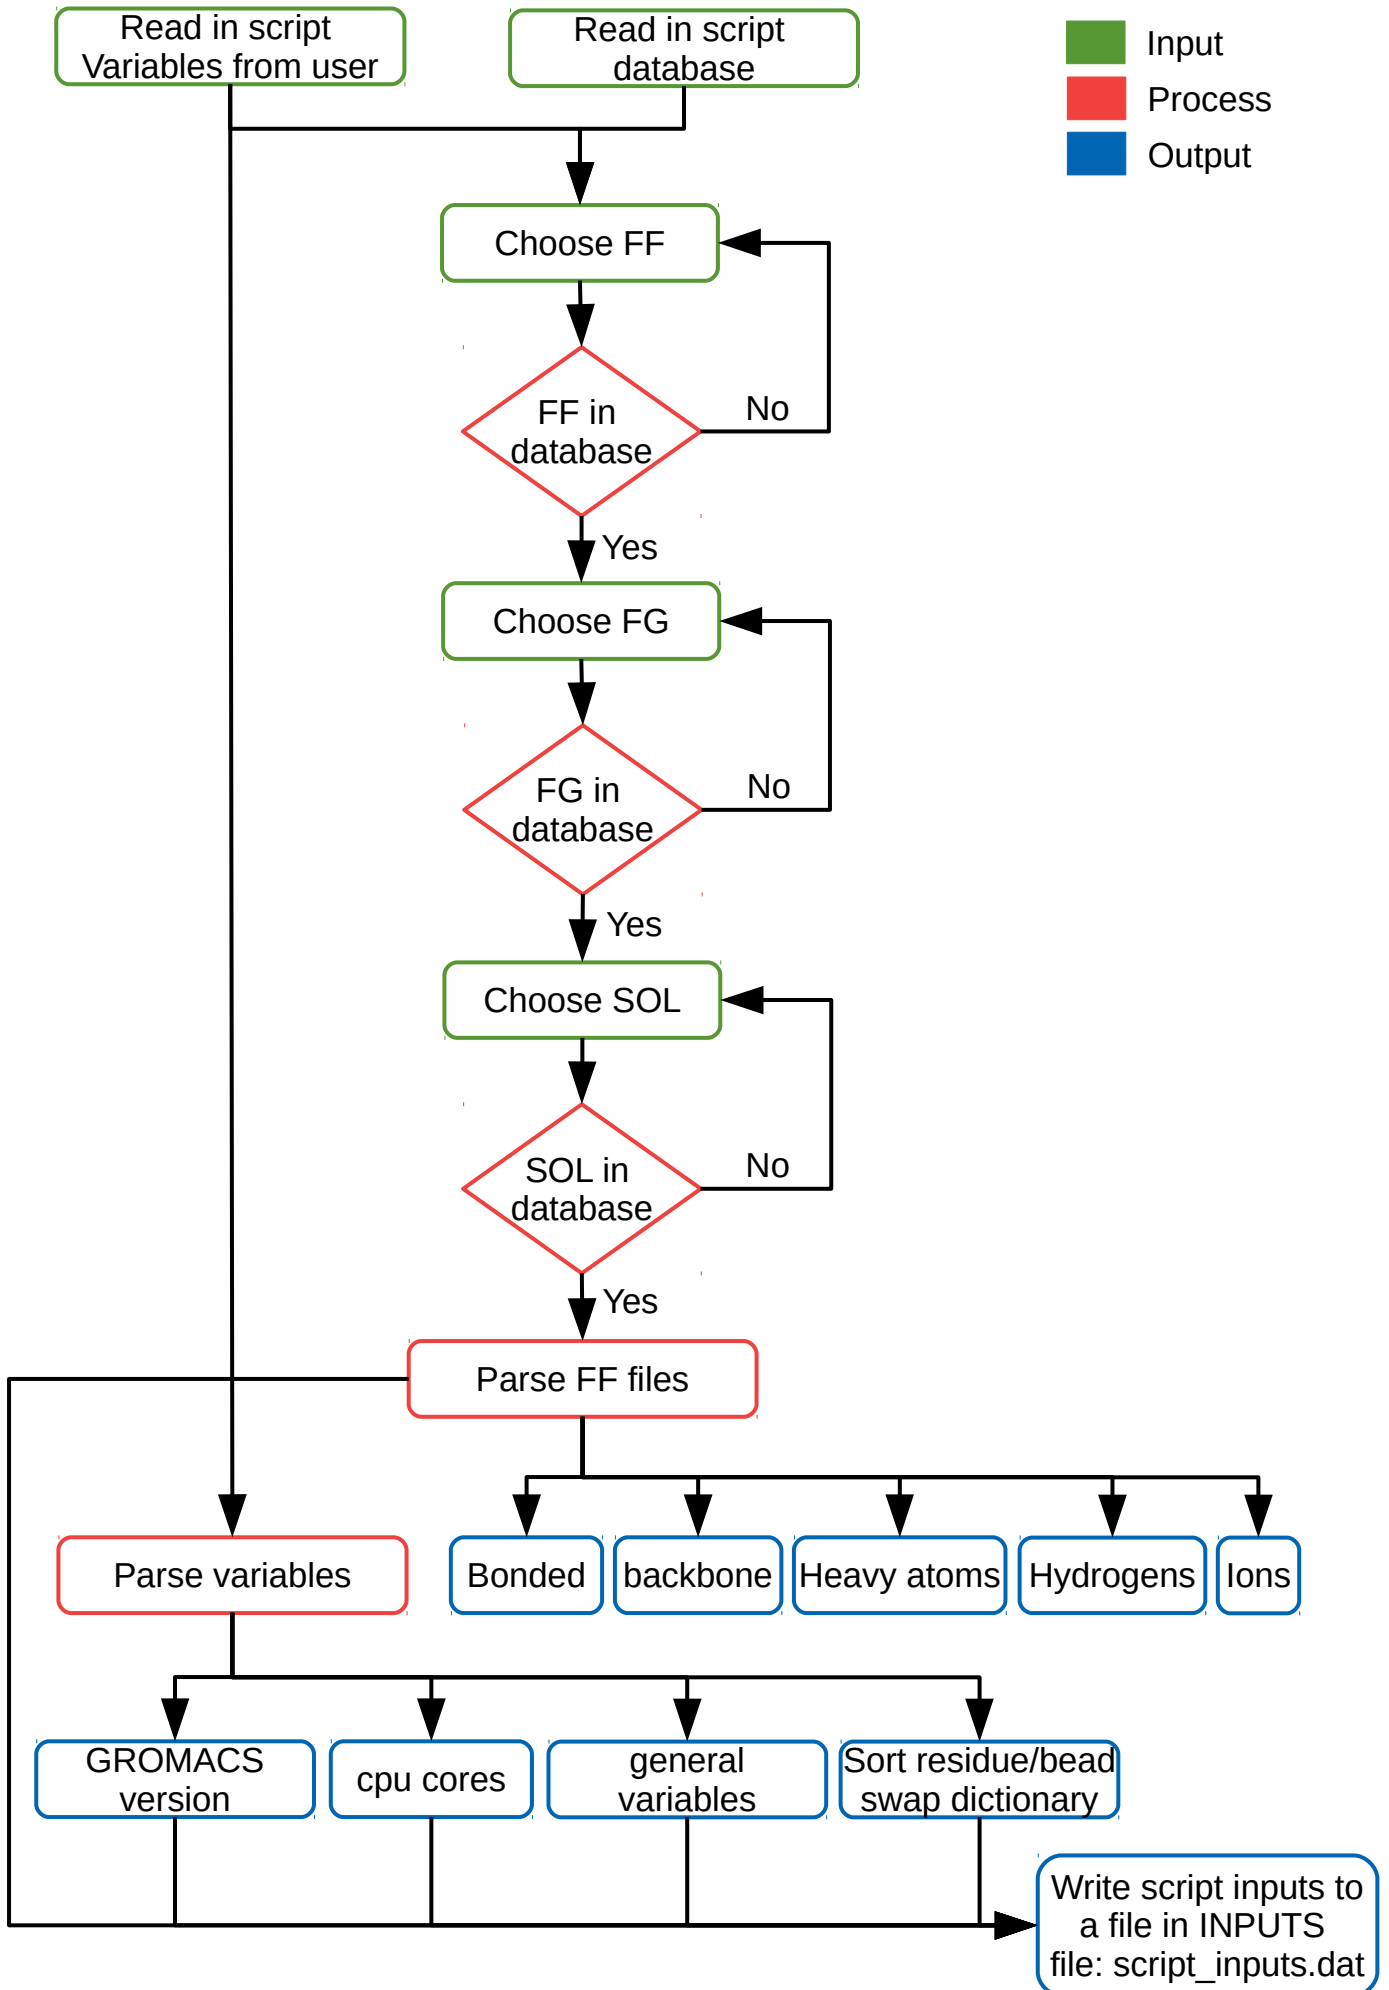 Read in script
Variables from user
Read in script
database
Input
Process
Output
Choose FF
FF in
database
No
Yes
Choose FG
FG in
database
No
Yes
Choose SOL
SOL in
database
No
Yes
Parse FF files
Parse variables
Bonded
backbone
Heavy atoms
Hydrogens
Ions
GROMACS
version
cpu cores
general
variables
Sort residue/bead
swap dictionary
Write script inputs to
a file in INPUTS
file: script_inputs.dat